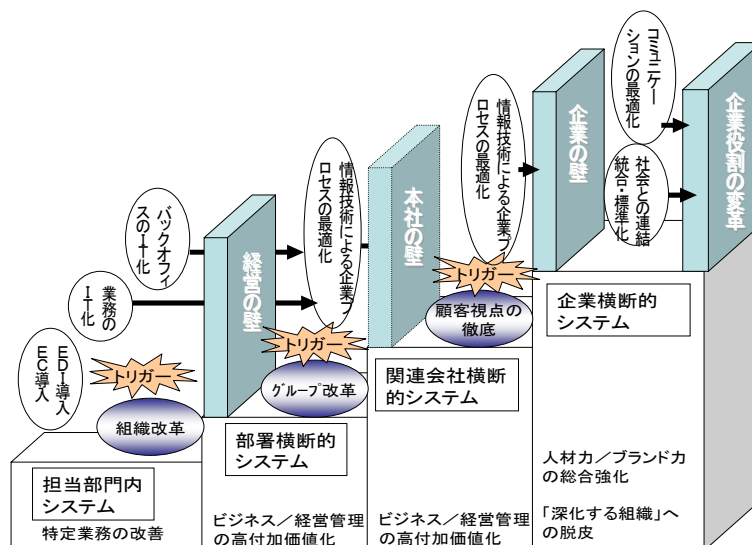 EDI導入
EC導入
業務の
IT化
バックオフィ
スのIT化
トリガー
組織改革
担当部門内
システム
特定業務の改善
経営の壁
情報技術による企業プ
ロセスの最適化
トリガー
グループ改革
部署横断的
システム
ビジネス/経営管理
の高付加価値化
本社の壁
情報技術による企業プ
ロセスの最適化
トリガー
顧客視点の
徹底
関連会社横断
的システム
ビジネス/経営管理
の高付加価値化
企業の壁
コミュニケー
ションの最適化
社会との連結
統合・標準化
企業横断的
システム
人材力/ブランド力
の総合強化
「深化する組織」へ
の脱皮
企業役割の変革